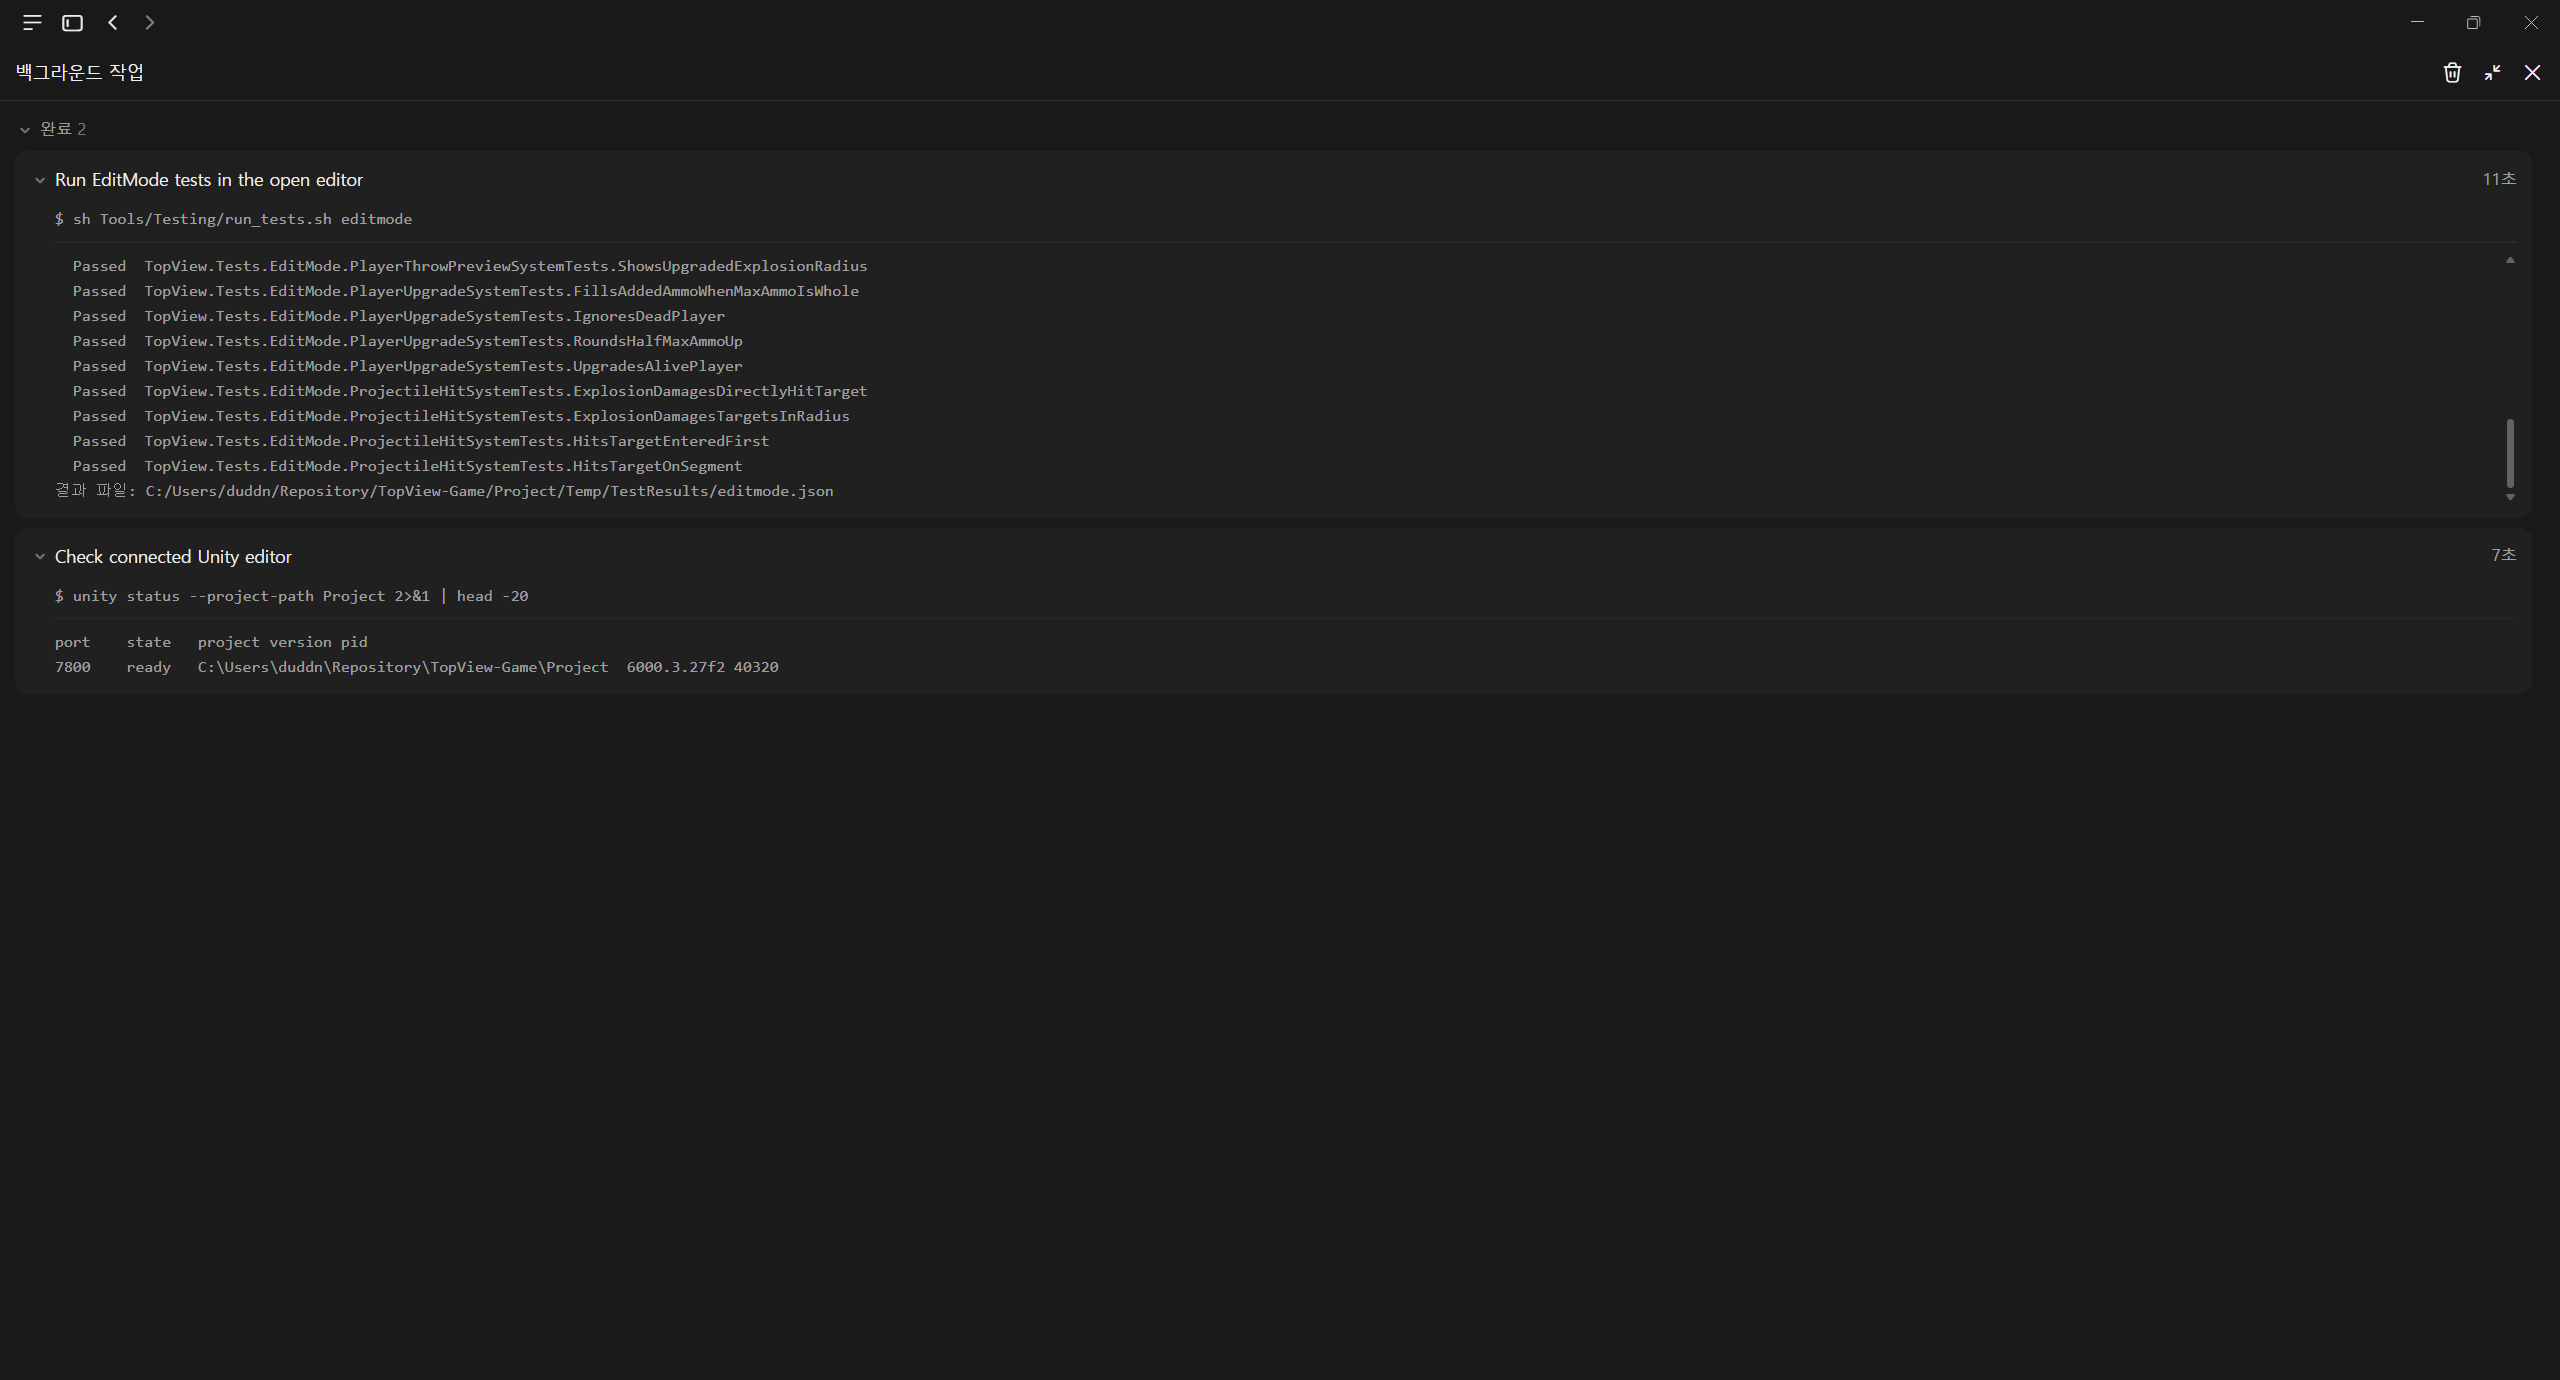 백그라운드 작업
완료 2
Run EditMode tests in the open editor 11초
$ sh Tools/Testing/run_tests.sh editmode
Passed TopView.Tests.EditMode.PlayerThrowPreviewSystemTests.ShowsUpgradedExplosionRadius
Passed TopView.Tests.EditMode.PlayerUpgradeSystemTests.FillsAddedAmmoWhenMaxAmmoIsWhole
Passed TopView.Tests.EditMode.PlayerUpgradeSystemTests.IgnoresDeadPlayer
Passed TopView.Tests.EditMode.PlayerUpgradeSystemTests.RoundsHalfMaxAmmoUp
Passed TopView.Tests.EditMode.PlayerUpgradeSystemTests.UpgradesAlivePlayer
Passed TopView.Tests.EditMode.ProjectileHitSystemTests.ExplosionDamagesDirectlyHitTarget
Passed TopView.Tests.EditMode.ProjectileHitSystemTests.ExplosionDamagesTargetsInRadius
Passed TopView.Tests.EditMode.ProjectileHitSystemTests.HitsTargetEnteredFirst
Passed TopView.Tests.EditMode.ProjectileHitSystemTests.HitsTargetOnSegment
결과 파일: C:/Users/duddn/Repository/TopView-Game/Project/Temp/TestResults/editmode.json
Check connected Unity editor 7초
$ unity status --project-path Project 2>&1 | head -20
port state project version pid
7800 ready C:\Users\duddn\Repository\TopView-Game\Project 6000.3.27f2 40320